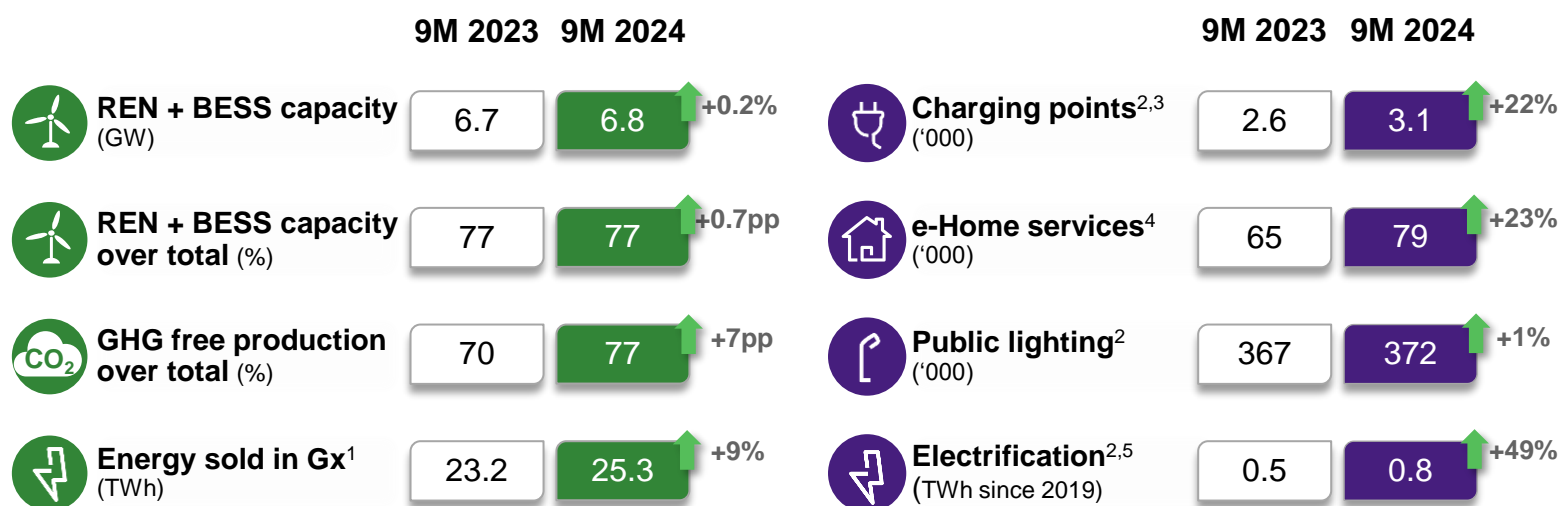 9M 2023 9M 2024
REN + BESS capacity
(GW)
6.7 6.8 +0.2%
REN + BESS capacity
over total (%)
77 77 +0.7pp
CO2
GHG free production
over total (%)
70 77 +7pp
Energy sold in Gx1
(TWh)
23.2 25.3 +9%
9M 2023 9M 2024
Charging points2,3
(‘000)
2.6 3.1 +22%
e-Home services4
(‘000)
65 79 +23%
Public lighting2
(‘000)
367 372 +1%
Electrification2,5
(TWh since 2019)
0.5 0.8 +49%